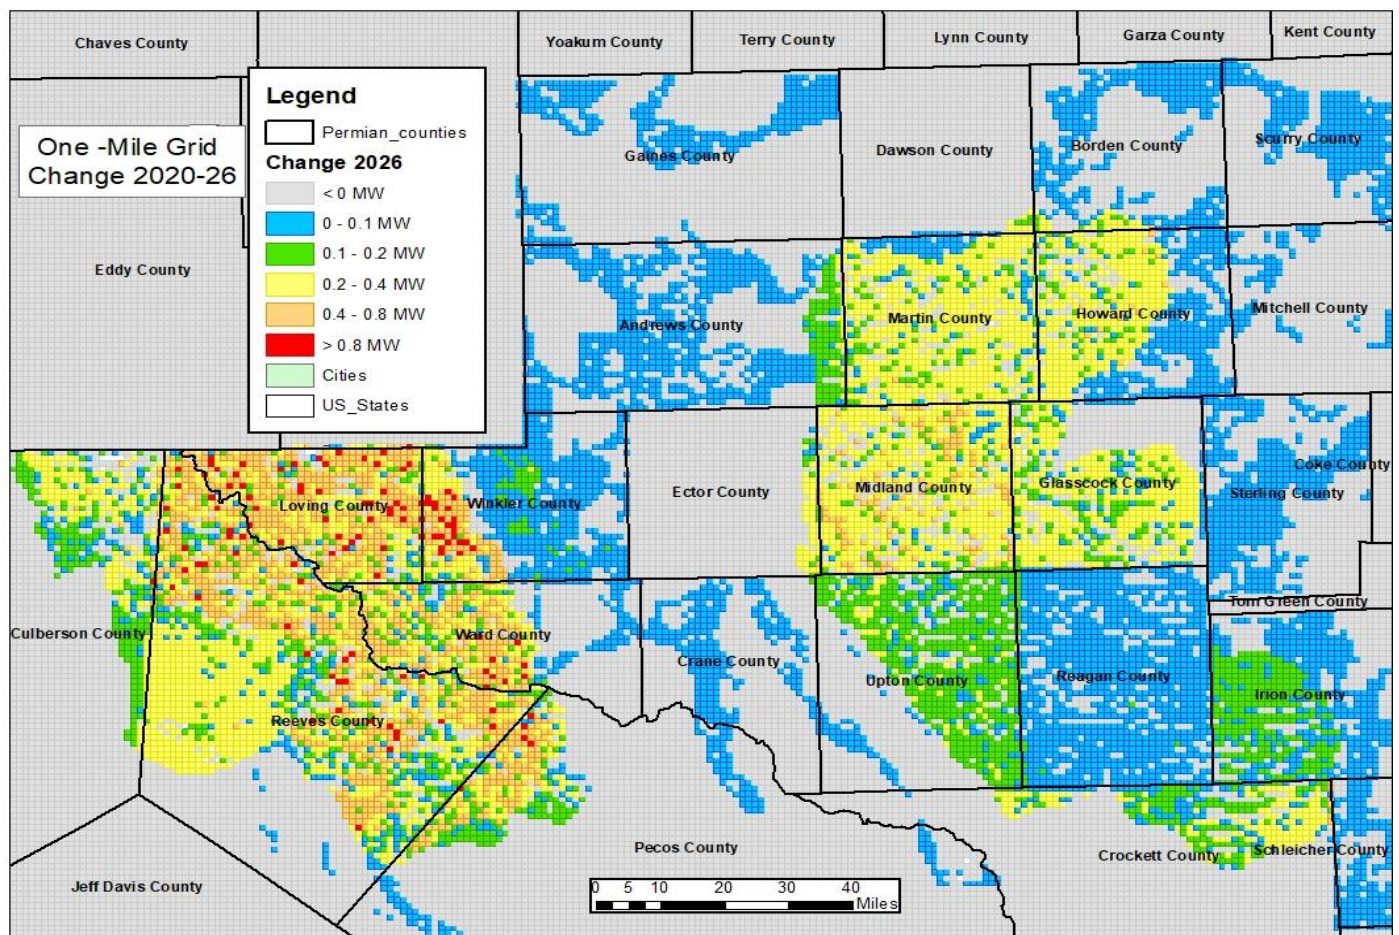 Chaves County
Yoakum County
Terry County
Lynn County
Garza County
Kent County
One -Mile Grid
Change 2020-26
Legend
Permian_counties
Change 2026
< 0 MW
0 - 0.1 MW
0.1 - 0.2 MW
0.2 - 0.4 MW
0.4 - 0.8 MW
> 0.8 MW
Cities
US_States
Gaines County
Dawson County
Borden County
Scurry County
Eddy County
Andrews County
Martin County
Howard County
Mitchell County
Loving County
Winkler County
Ector County
Midland County
Glasscock County
Coke County
Sterling County
Tom Green County
Culberson County
Ward County
Crane County
Upton County
Reagan County
Irion County
Reeves County
Pecos County
Crockett County
Schleicher County
Jeff Davis County
0 5 10 20 30 40
Miles